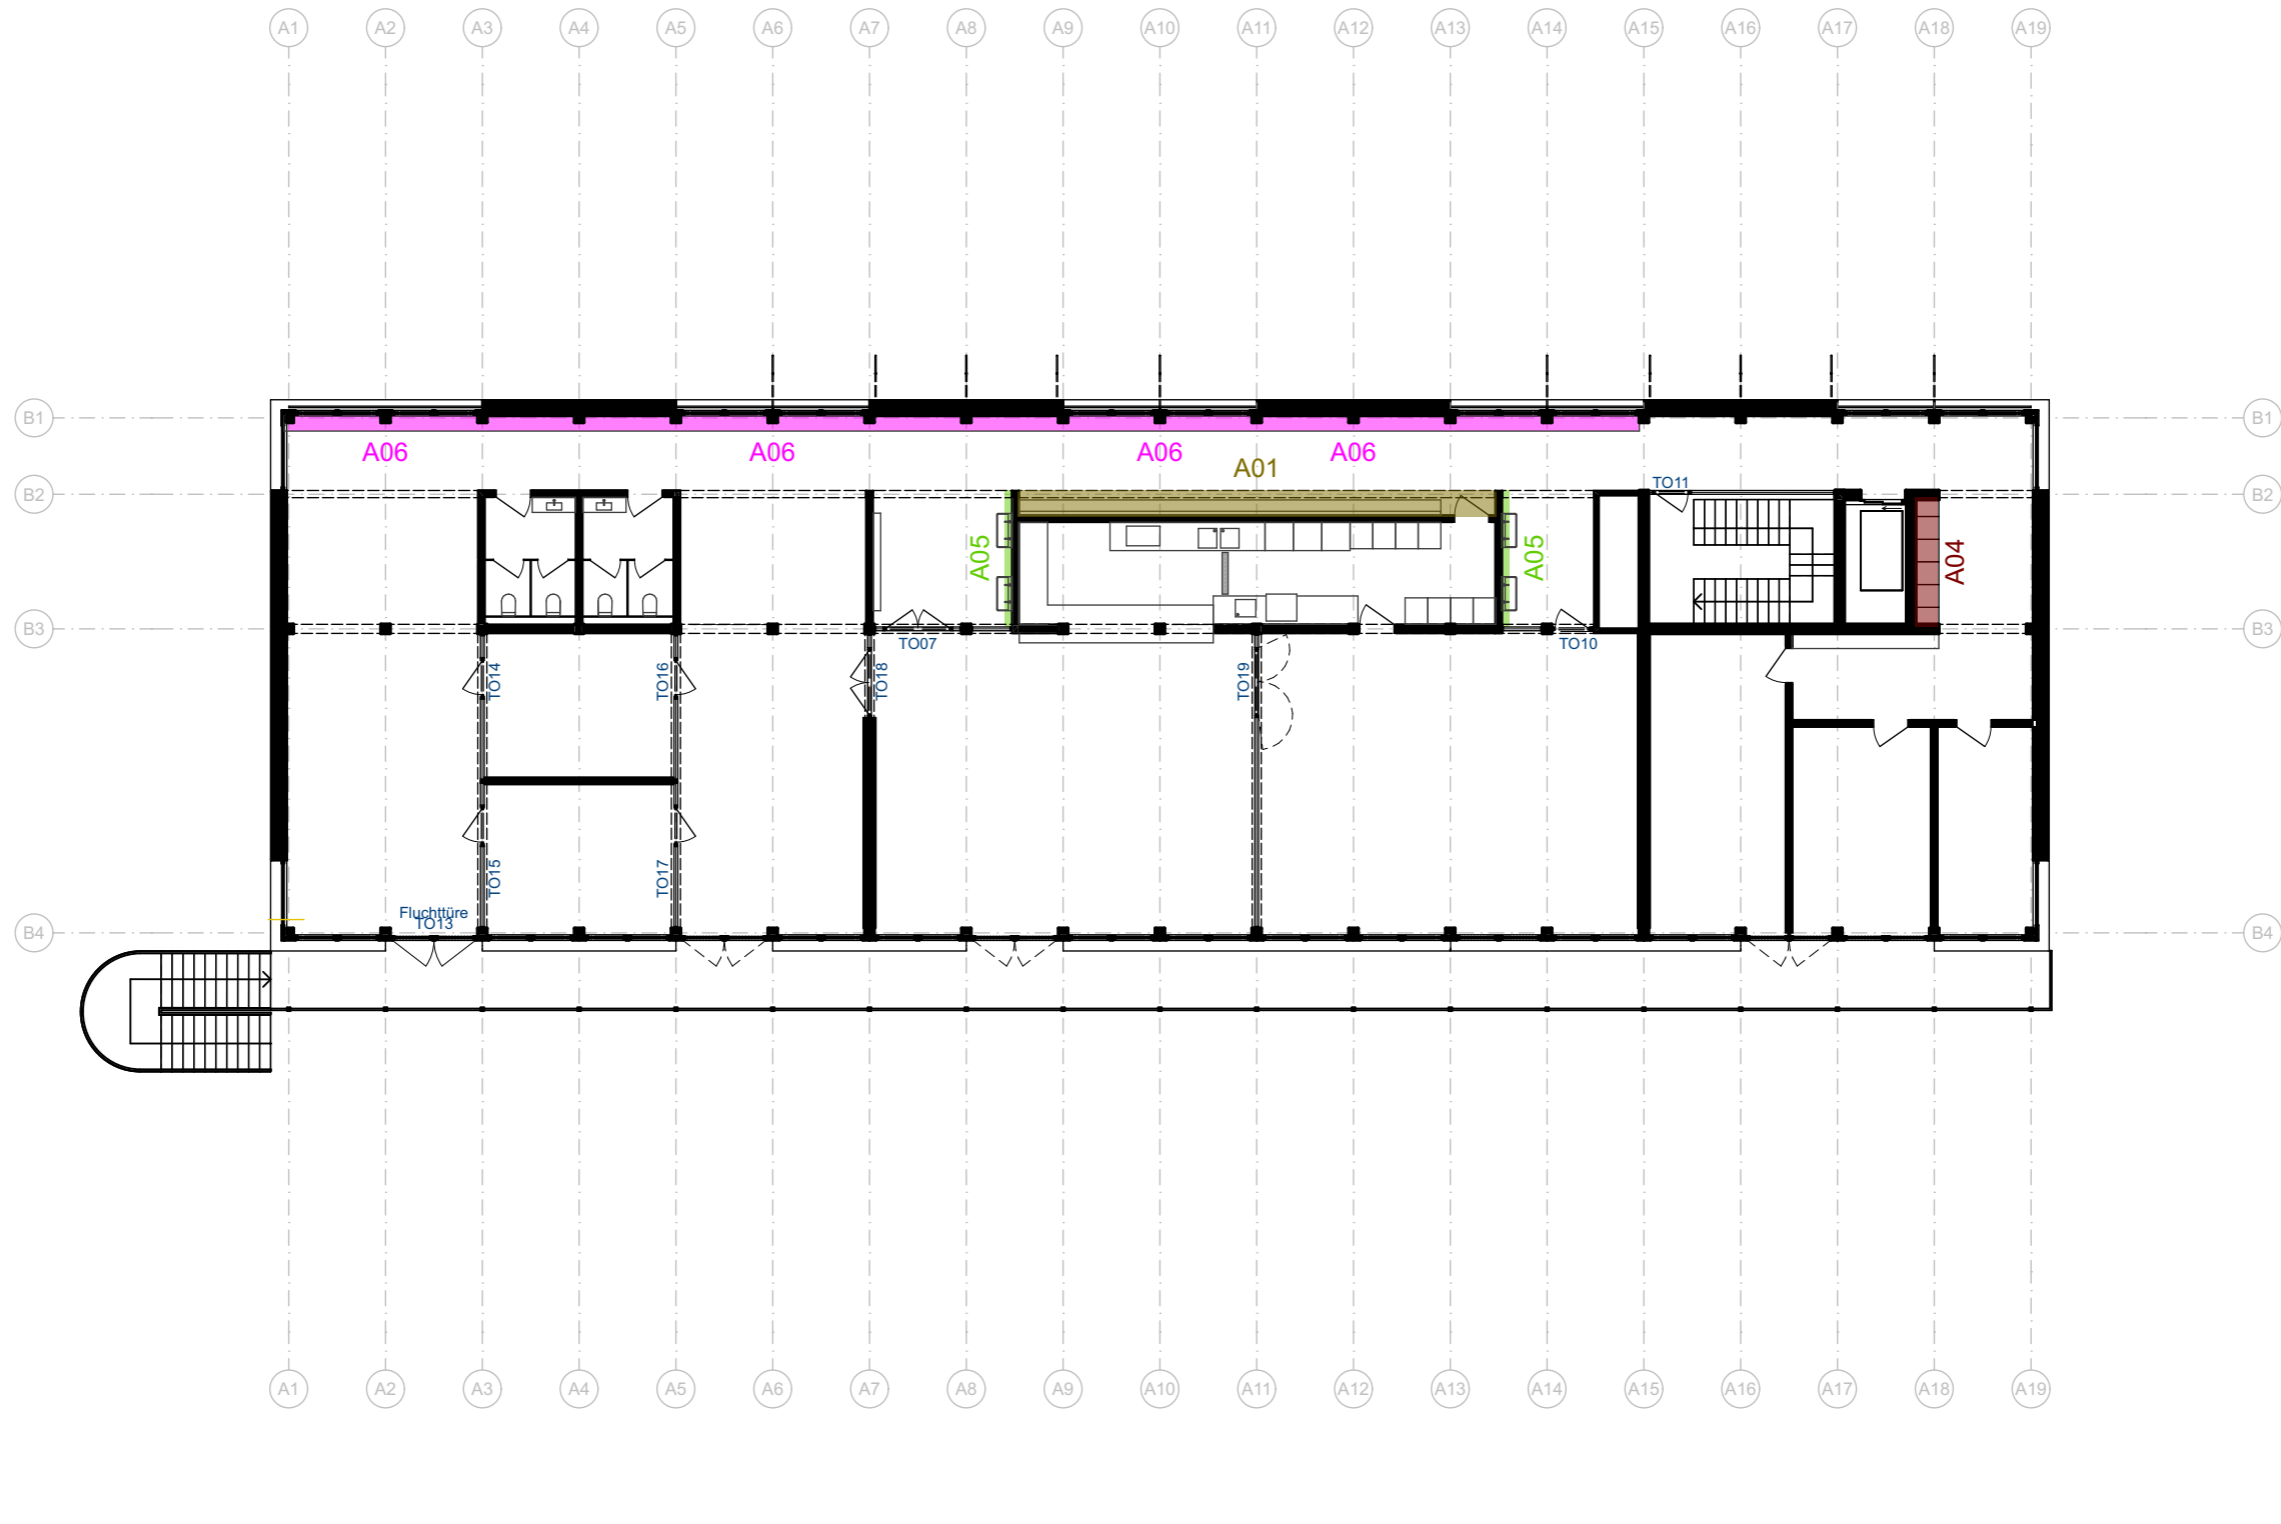 A1 A2 A3 A4 A5 A6 A7 A8 A9 A10 A11 A12 A13 A14 A15 A16 A17 A18 A19
B1 B1
A06 A06 A06 A06
A01
TO11
B2 B2
A05 A05 A04
B3 B3
TO07 TO10
TO14 TO16 TO18 TO19
TO15 TO17
Fluchttüre
TO13
B4 B4
A1 A2 A3 A4 A5 A6 A7 A8 A9 A10 A11 A12 A13 A14 A15 A16 A17 A18 A19